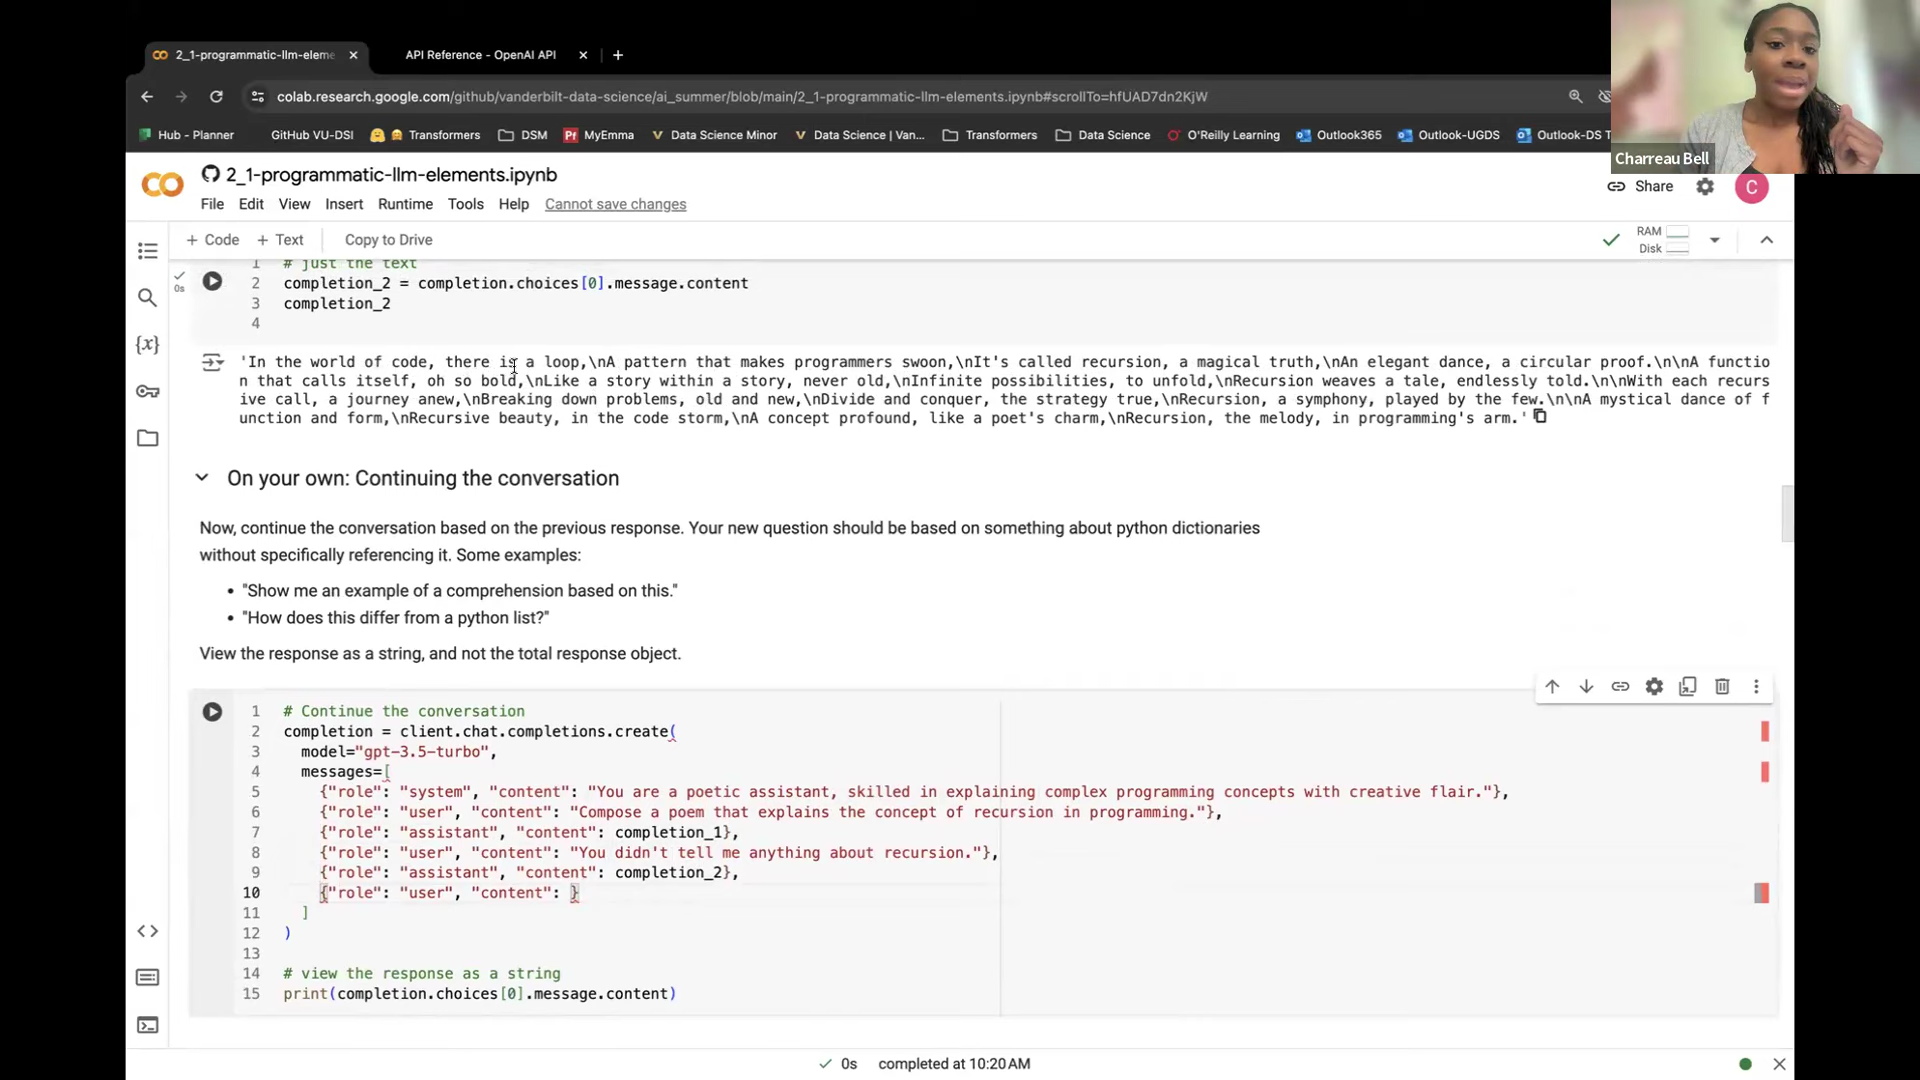 2_1-programmatic-llm-eleme
API Reference - OpenAI API
colab.research.google.com/github/vanderbilt-data-science/ai_summer/blob/main/2_1-programmatic-llm-elements.ipynb#scrollTo=hfUAD7dn2KjW
Hub - Planner GitHub VU-DSI Transformers DSM MyEmma Data Science Minor Data Science | Van... Transformers Data Science O'Reilly Learning Outlook365 Outlook-UGDS Outlook-DS T
Charreau Bell
2_1-programmatic-llm-elements.ipynb
Share
C
File Edit View Insert Runtime Tools Help Cannot save changes
+ Code + Text Copy to Drive
RAM
Disk
0s
1 # just the text
2 completion_2 = completion.choices[0].message.content
3 completion_2
4
'In the world of code, there is a loop,\nA pattern that makes programmers swoon,\nIt's called recursion, a magical truth,\nAn elegant dance, a circular proof.\n\nA functio
n that calls itself, oh so bold,\nLike a story within a story, never old,\nInfinite possibilities, to unfold,\nRecursion weaves a tale, endlessly told.\n\nWith each recurs
ive call, a journey anew,\nBreaking down problems, old and new,\nDivide and conquer, the strategy true,\nRecursion, a symphony, played by the few.\n\nA mystical dance of f
unction and form,\nRecursive beauty, in the code storm,\nA concept profound, like a poet's charm,\nRecursion, the melody, in programming's arm.'
On your own: Continuing the conversation
Now, continue the conversation based on the previous response. Your new question should be based on something about python dictionaries
without specifically referencing it. Some examples:
• "Show me an example of a comprehension based on this."
• "How does this differ from a python list?"
View the response as a string, and not the total response object.
1 # Continue the conversation
2 completion = client.chat.completions.create(
3 model="gpt-3.5-turbo",
4 messages=[
5 {"role": "system", "content": "You are a poetic assistant, skilled in explaining complex programming concepts with creative flair."},
6 {"role": "user", "content": "Compose a poem that explains the concept of recursion in programming."},
7 {"role": "assistant", "content": completion_1},
8 {"role": "user", "content": "You didn't tell me anything about recursion."},
9 {"role": "assistant", "content": completion_2},
10 {"role": "user", "content": }
11 ]
12 )
13
14 # view the response as a string
15 print(completion.choices[0].message.content)
0s completed at 10:20 AM